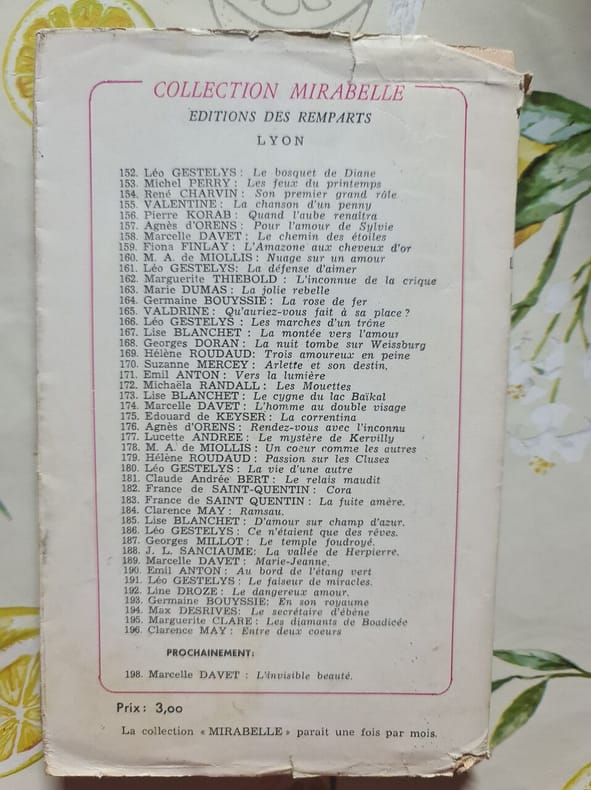 COLLECTION MIRABELLE
EDITIONS DES REMPARTS
LYON
152. Léo GESTELYS : Le bosquet de Diane
153. Michel PERRY : Les feux du printemps
154. René CHARVIN : Son premier grand rôle
155. VALENTINE : La chanson d'un penny
156. Pierre KORAB : Quand l'aube renaîtra
157. Agnès d'ORENS : Pour l'amour de Sylvie
158. Marcelle DAVET : Le chemin des étoiles
159. Fiona FINLAY : L'Amazone aux cheveux d'or
160. M. A. de MIOLLIS : Nuage sur un amour
161. Léo GESTELYS: La défense d'aimer
162. Marguerite THIEBOLD : L'inconnue de la crique
163. Marie DUMAS: La jolie rebelle
164. Germaine BOUYSSIE: La rose de fer
165. VALDRINE : Qu'auriez-vous fait à sa place ?
166. Léo GESTELYS : Les marches d'un trône
167. Lise BLANCHET : La montée vers l'amour
168. Georges DORAN : La nuit tombe sur Weissburg
169. Hélène ROUDAUD: Trois amoureux en peine
170. Suzanne MERCEY : Arlette et son destin.
171. Emil ANTON : Vers la lumière
172. Michaëla RANDALL : Les Mouettes
173. Lise BLANCHET : Le cygne du lac Baïkal
174. Marcelle DAVET : L'homme au double visage
175. Edouard de KEYSER : La correntina
176. Agnès d'ORENS : Rendez-vous avec l'inconnu
177. Lucette ANDREE : Le mystère de Kervilly
178. M. A. de MIOLLIS : Un coeur comme les autres
179. Hélène ROUDAUD : Passion sur les Cluses
180. Léo GESTELYS : La vie d'une autre
181. Claude Andrée BERT : Le relais maudit
182. France de SAINT-QUENTIN : Cora
183. France de SAINT QUENTIN : La fuite amère.
184. Clarence MAY : Ramsau.
185. Lise BLANCHET : D'amour sur champ d'azur.
186. Léo GESTELYS : Ce n'étaient que des rêves.
187. Georges MILLOT : Le temple foudroyé.
188. J. L. SANCIAUME: La vallée de Herpierre.
189. Marcelle DAVET : Marie-Jeanne.
190. Emil ANTON : Au bord de l'étang vert
191. Léo GESTELYS : Le faiseur de miracles.
192. Line DROZE : Le dangereux amour.
193. Germaine BOUYSSIE: En son royaume
194. Max DESRIVES: Le secrétaire d'ébène
195. Marguerite CLARE : Les diamants de Boadicée
196. Clarence MAY : Entre deux coeurs
PROCHAINEMENT:
198. Marcelle DAVET : L'invisible beauté.
Prix : 3,00
La collection « MIRABELLE » parait une fois par mois.